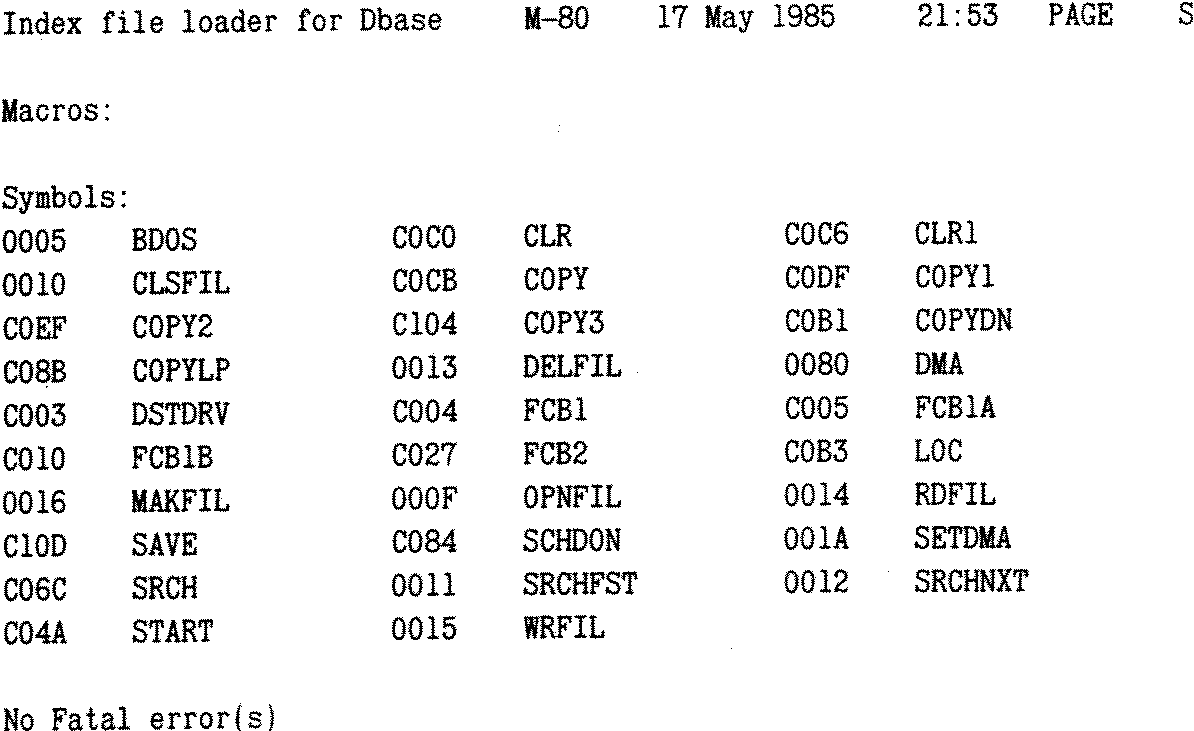 Index file loader for Dbase M-80 17 May 1985 21:53 PAGE S
Macros:
Symbols:
0005 BDOS C0C0 CLR C0C6 CLR1
0010 CLSFIL C0CB COPY C0DF COPY1
C0EF COPY2 C104 COPY3 C0B1 COPYDN
C08B COPYLP 0013 DELFIL 0080 DMA
C003 DSTDRV C004 FCB1 C005 FCB1A
C010 FCB1B C027 FCB2 C0B3 LOC
0016 MAKFIL 000F OPNFIL 0014 RDFIL
C10D SAVE C084 SCHDON 001A SETDMA
C06C SRCH 0011 SRCHFST 0012 SRCHNXT
C04A START 0015 WRFIL
No Fatal error(s)